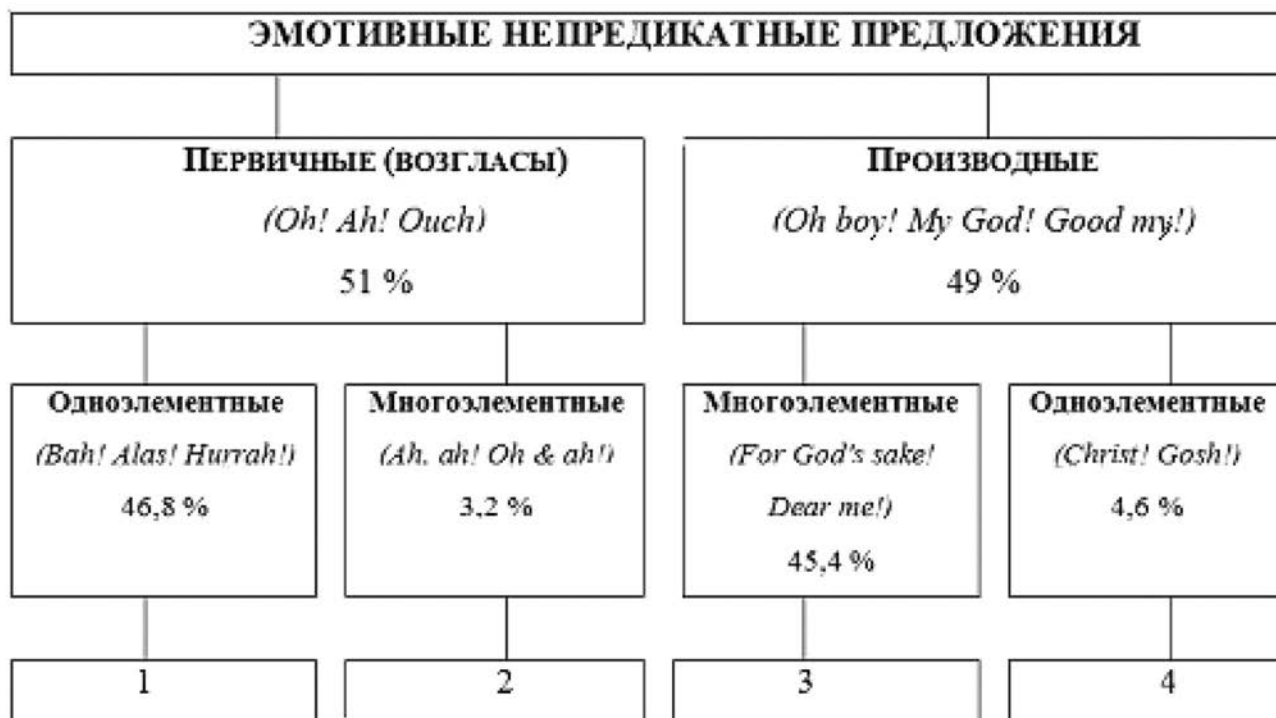 ЭМОТИВНЫЕ НЕПРЕДИКАТНЫЕ ПРЕДЛОЖЕНИЯ
ПЕРВИЧНЫЕ (ВОЗГЛАСЫ)
(Oh! Ah! Ouch)
51 %
ПРОИЗВОДНЫЕ
(Oh boy! My God! Good my!)
49 %
Одноэлементные
(Bah! Alas! Hurrah!)
46,8 %
Многоэлементные
(Ah, ah! Oh & ah!)
3,2 %
Многоэлементные
(For God's sake!
Dear me!)
45,4 %
Одноэлементные
(Christ! Gosh!)
4,6 %
1
2
3
4